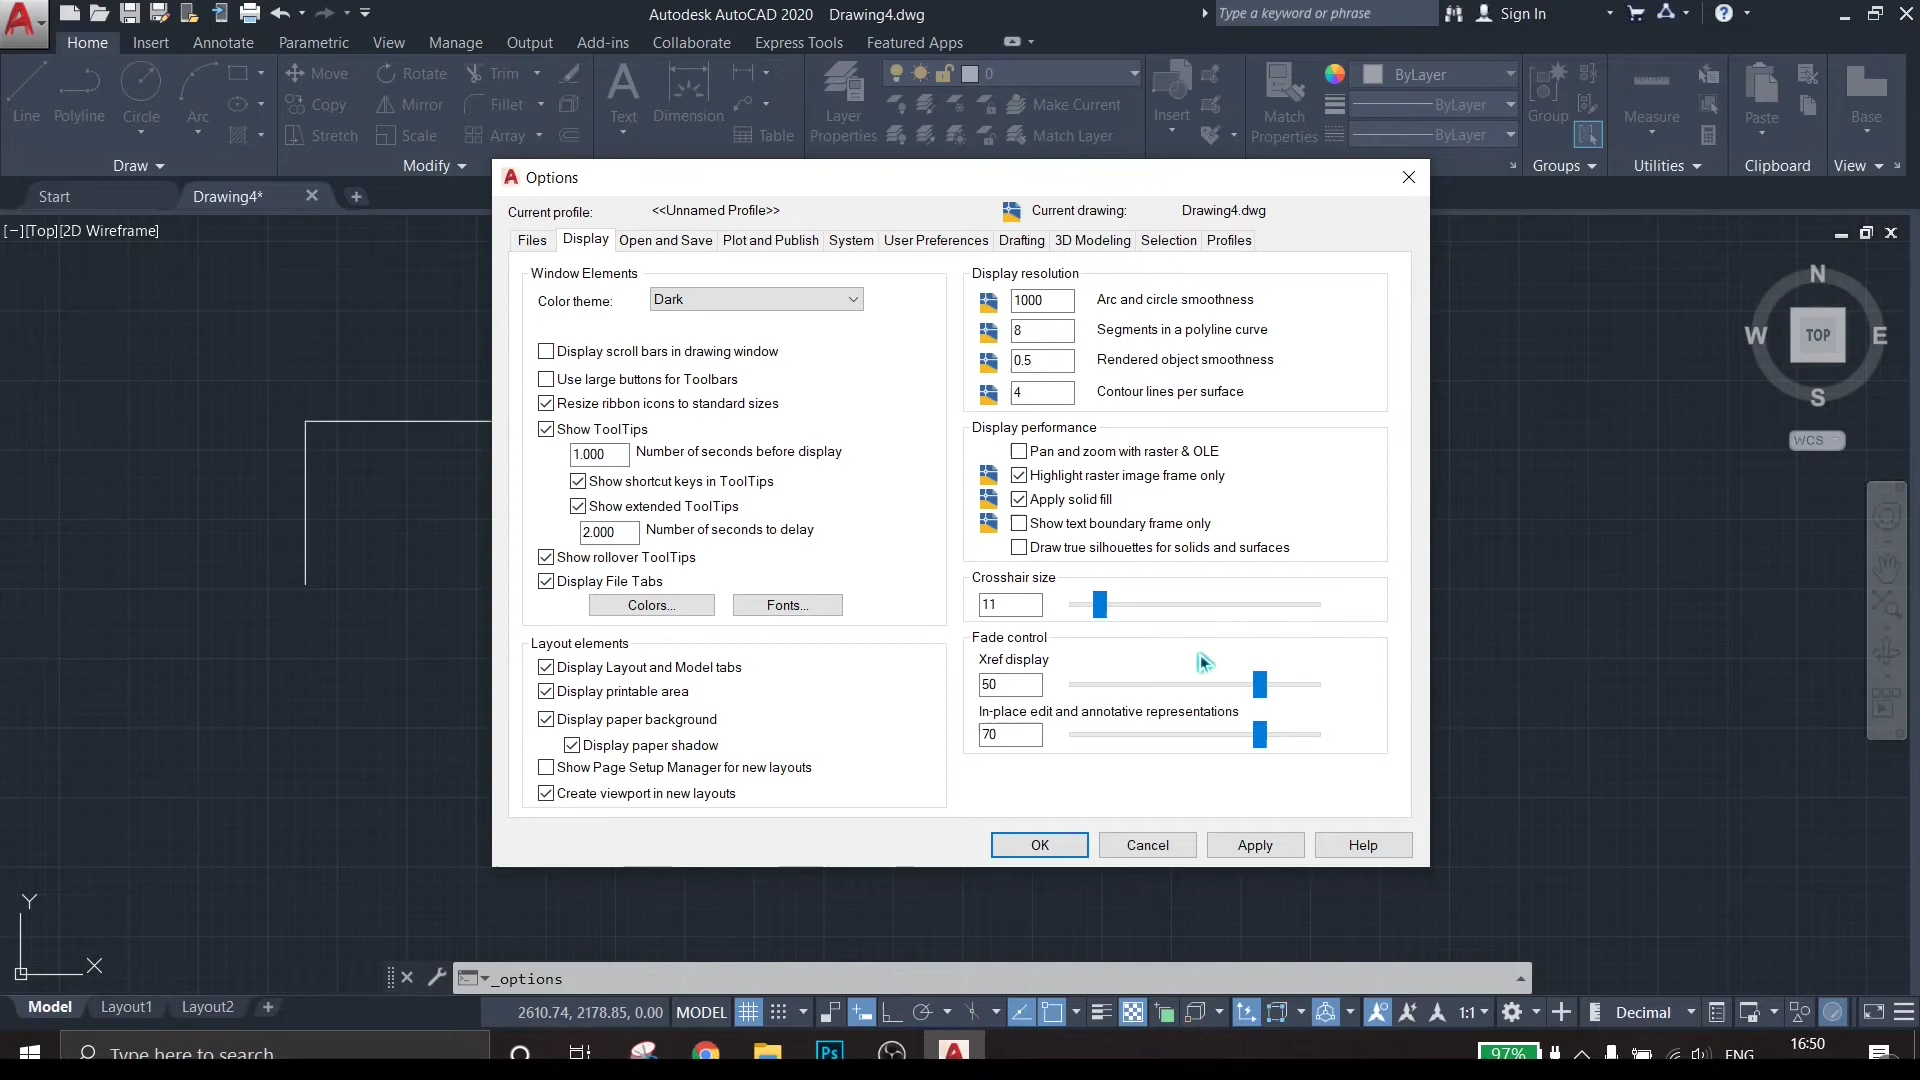 Autodesk AutoCAD 2020 Drawing4.dwg
Type a keyword or phrase
Sign In
Home Insert Annotate Parametric View Manage Output Add-ins Collaborate Express Tools Featured Apps
Line Polyline Circle Arc
Move Rotate Trim
Copy Mirror Fillet
Stretch Scale Array
Text Dimension Table
Layer Properties
0
Make Current
Match Layer
Insert
Match Properties
ByLayer
ByLayer
ByLayer
Group Measure Paste Base
Draw Modify Groups Utilities Clipboard View
Start Drawing4*
[−][Top][2D Wireframe]
Options
Current profile: <<Unnamed Profile>> Current drawing: Drawing4.dwg
Files Display Open and Save Plot and Publish System User Preferences Drafting 3D Modeling Selection Profiles
Window Elements
Color theme: Dark
Display scroll bars in drawing window
Use large buttons for Toolbars
Resize ribbon icons to standard sizes
Show ToolTips
1.000 Number of seconds before display
Show shortcut keys in ToolTips
Show extended ToolTips
2.000 Number of seconds to delay
Show rollover ToolTips
Display File Tabs
Colors... Fonts...
Layout elements
Display Layout and Model tabs
Display printable area
Display paper background
Display paper shadow
Show Page Setup Manager for new layouts
Create viewport in new layouts
Display resolution
1000 Arc and circle smoothness
8 Segments in a polyline curve
0.5 Rendered object smoothness
4 Contour lines per surface
Display performance
Pan and zoom with raster & OLE
Highlight raster image frame only
Apply solid fill
Show text boundary frame only
Draw true silhouettes for solids and surfaces
Crosshair size
11
Fade control
Xref display
50
In-place edit and annotative representations
70
OK Cancel Apply Help
N
W TOP E
S
WCS
Y
X
_options
Model Layout1 Layout2
2610.74, 2178.85, 0.00 MODEL
1:1
Decimal
Type here to search
Ps
97%
ENG
16:50